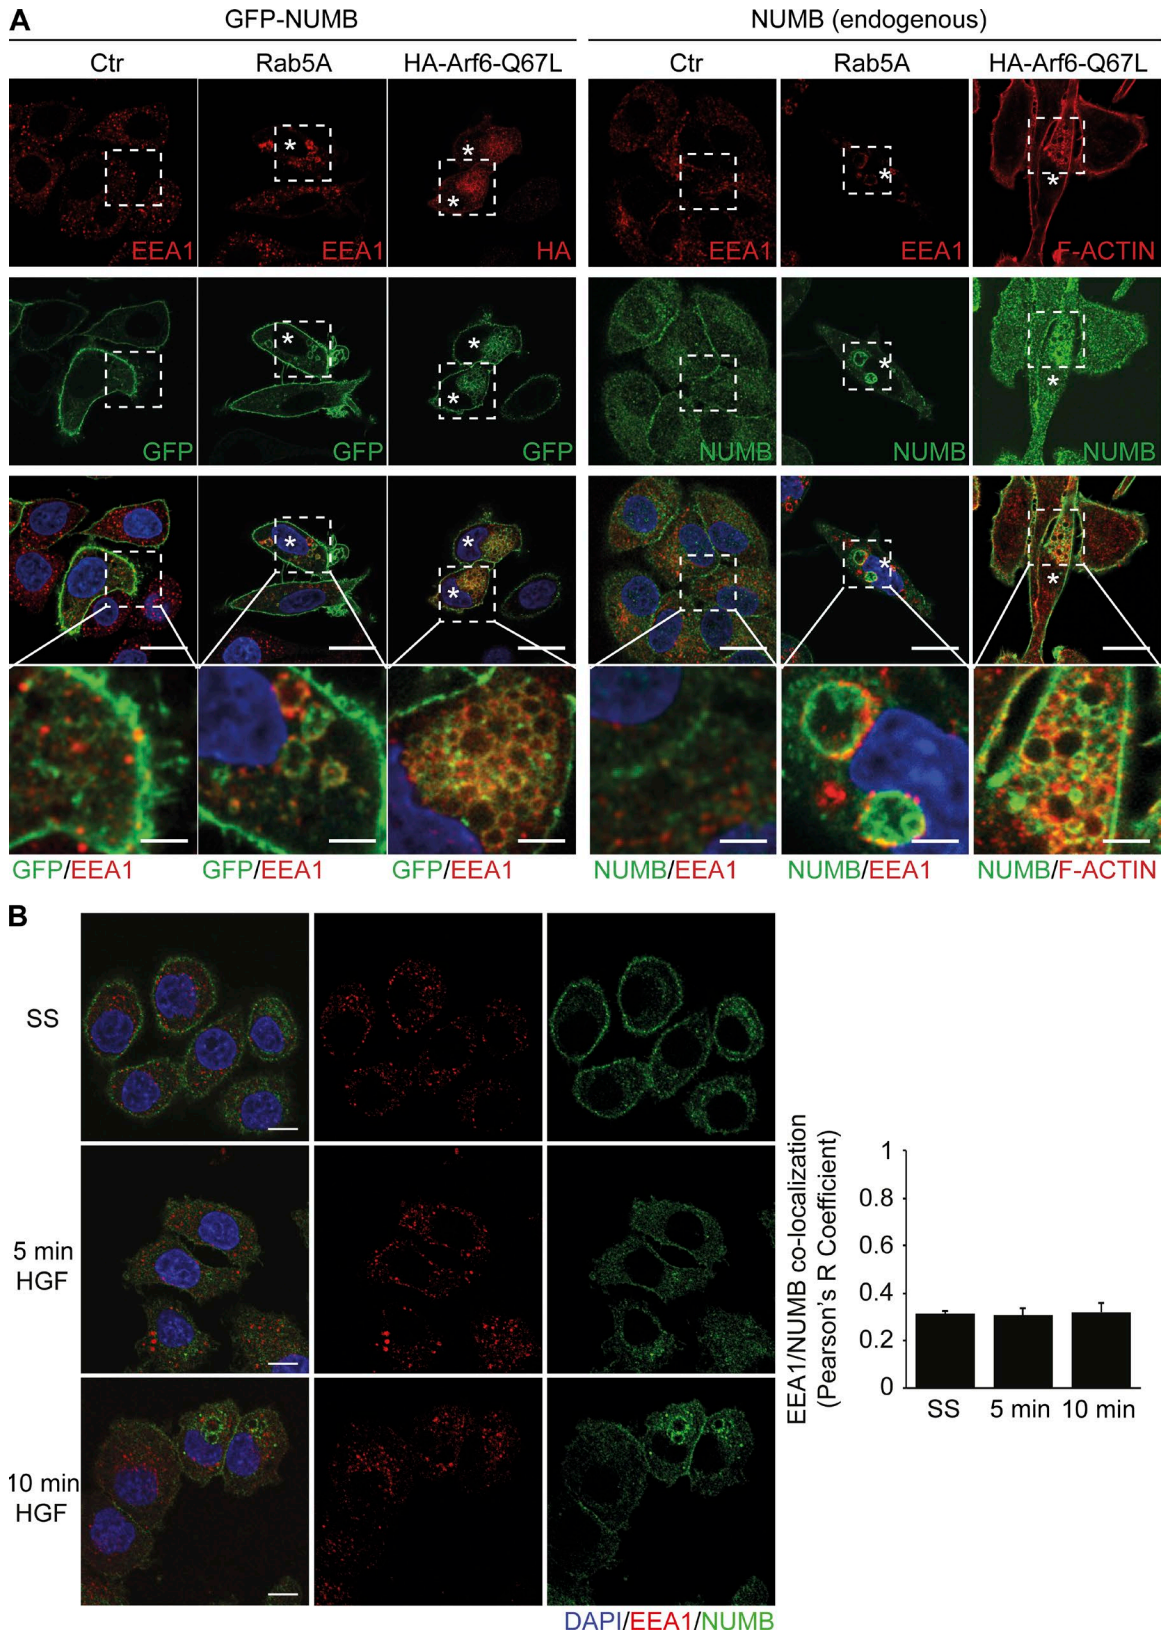 A
GFP-NUMB
NUMB (endogenous)
Ctr
Rab5A
HA-Arf6-Q67L
Ctr
Rab5A
HA-Arf6-Q67L
*
*
*
*
*
EEA1
EEA1
HA
EEA1
EEA1
F-ACTIN
*
*
*
*
*
GFP
GFP
GFP
NUMB
NUMB
NUMB
*
*
*
*
*
GFP/EEA1
GFP/EEA1
GFP/EEA1
NUMB/EEA1
NUMB/EEA1
NUMB/F-ACTIN
B
SS
5 min
HGF
10 min
HGF
DAPI/EEA1/NUMB
EEA1/NUMB co-localization
(Pearson's R Coefficient)
1
0.8
0.6
0.4
0.2
0
SS
5 min
10 min